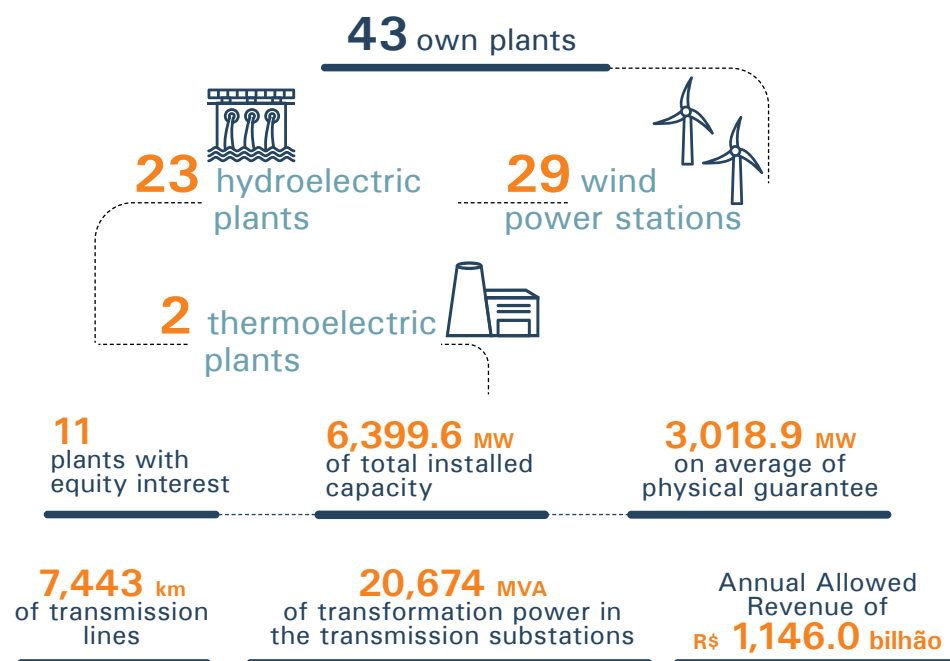 43 own plants
23 hydroelectric
plants
29 wind
power stations
2 thermoelectric
plants
11
plants with
equity interest
6,399.6 MW
of total installed
capacity
3,018.9 MW
on average of
physical guarantee
7,443 km
of transmission
lines
20,674 MVA
of transformation power in
the transmission substations
Annual Allowed
Revenue of
R$ 1,146.0 bilhão